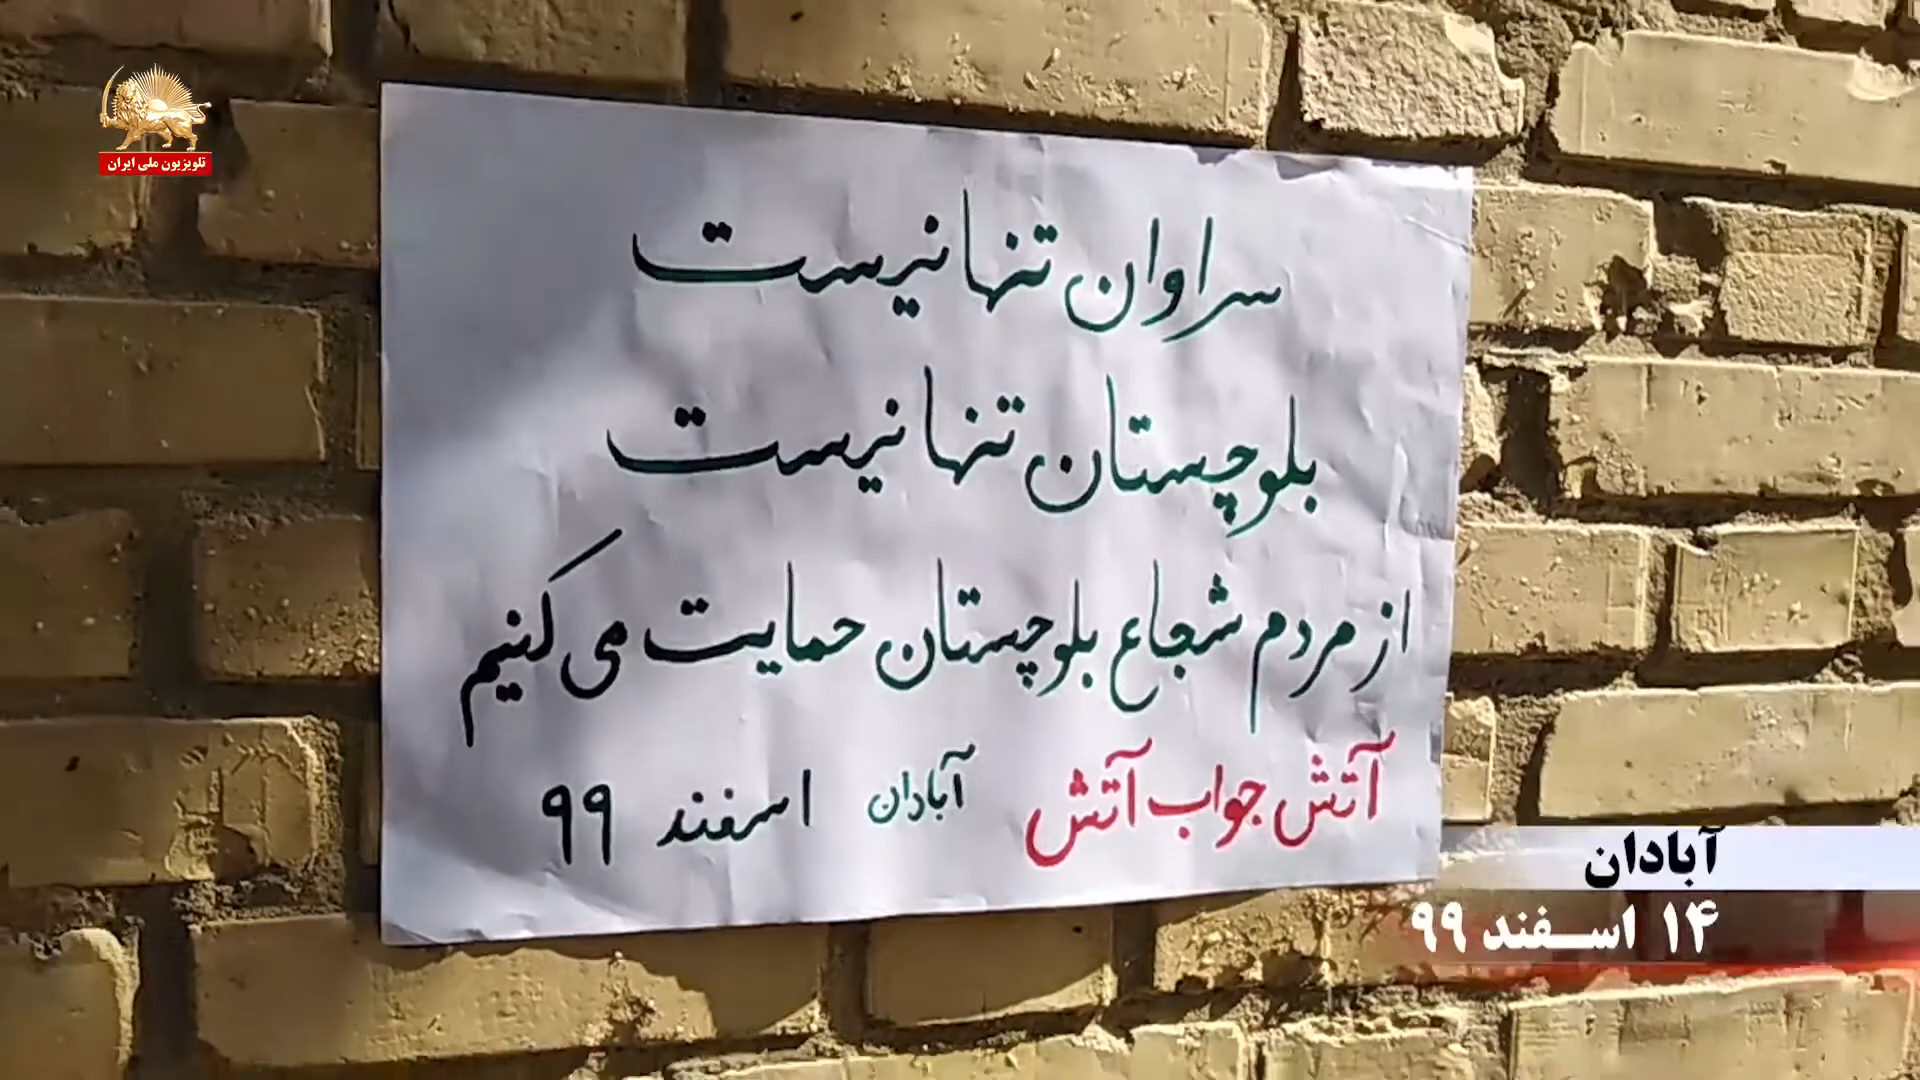 تلویزیون ملی ایران
سراوان تنها نیست
بلوچستان تنها نیست
از مردم شجاع بلوچستان حمایت می کنیم
آتش جواب آتش آبادان اسفند ۹۹
آبادان
۱۴ اسفند ۹۹